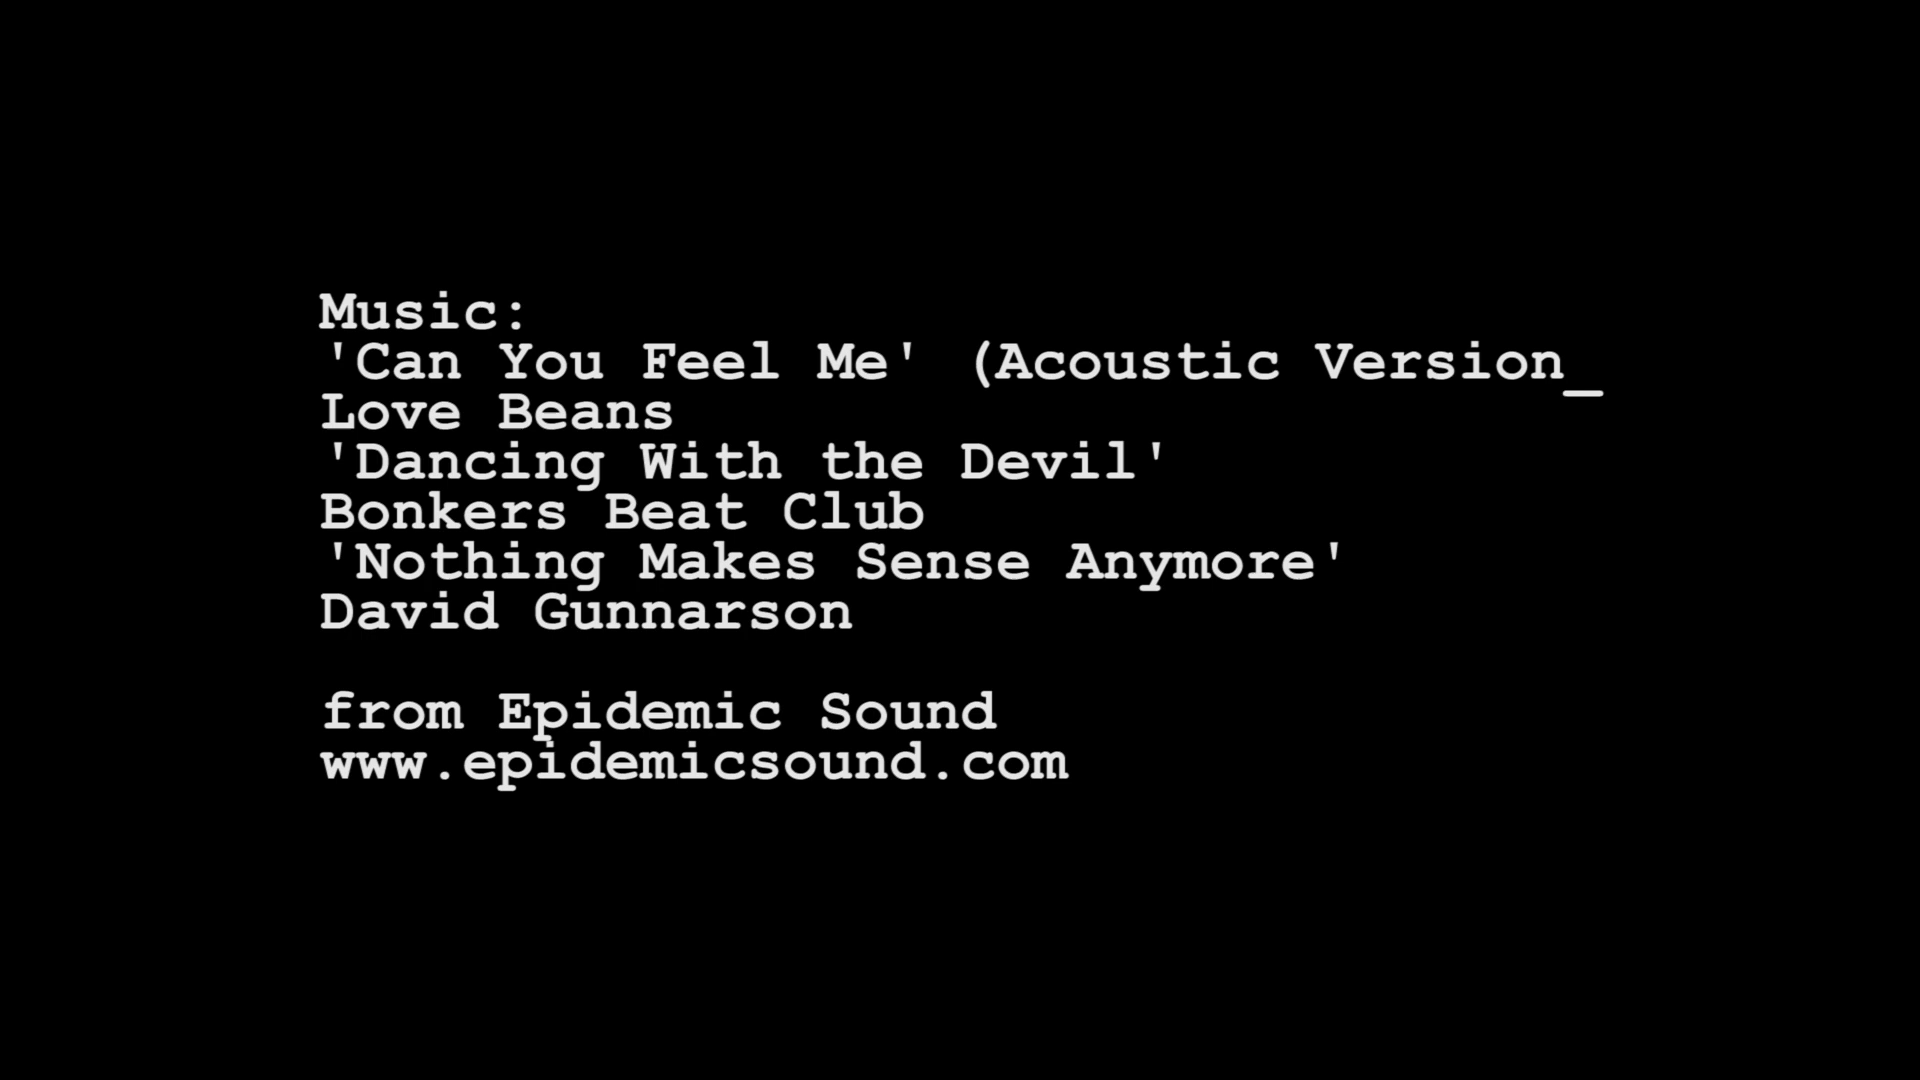 Music:
'Can You Feel Me' (Acoustic Version_
Love Beans
'Dancing With the Devil'
Bonkers Beat Club
'Nothing Makes Sense Anymore'
David Gunnarson
from Epidemic Sound
www.epidemicsound.com